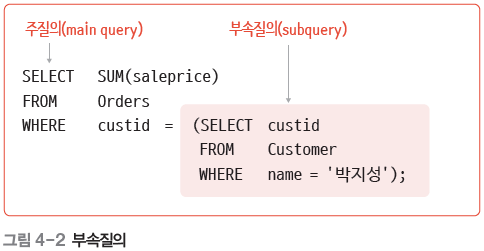 주질의(main query) 부속질의(subquery)
SELECT SUM(saleprice)
FROM Orders
WHERE custid = (SELECT custid
FROM Customer
WHERE name = '박지성');
그림 4-2 부속질의